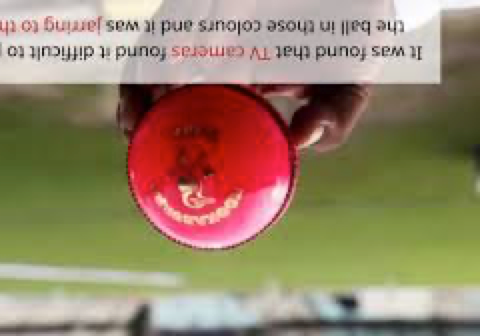 It was found that TV cameras found it difficult to
the ball in those colours and it was jarring to th